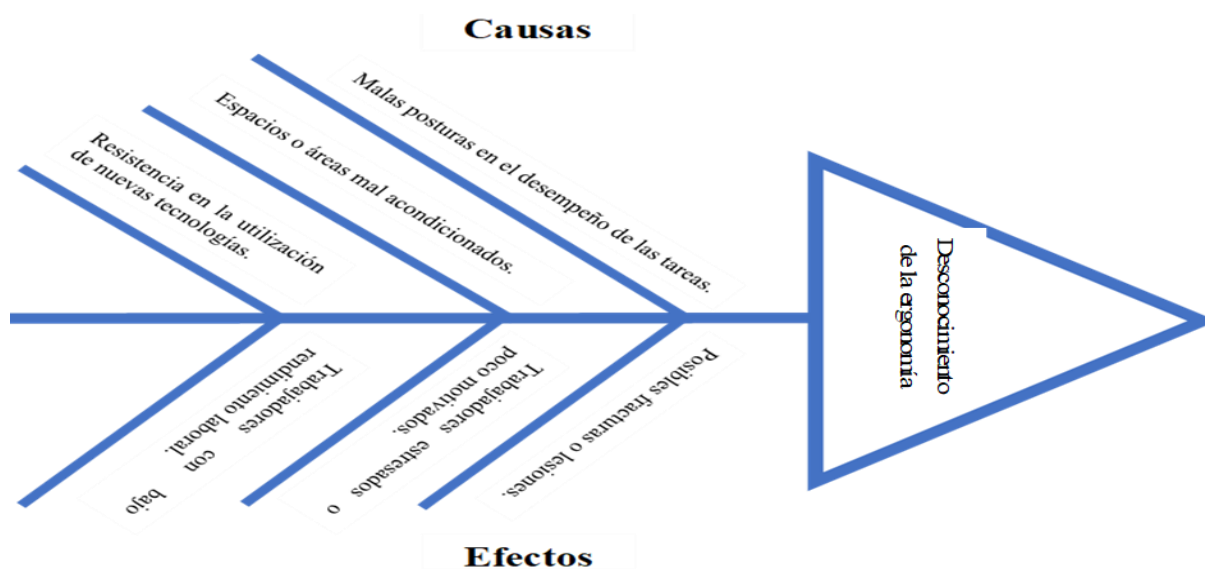 Causas
Malas posturas en el desempeño de las tareas.
Espacios o áreas mal acondicionados.
Resistencia en la utilización
de nuevas tecnologías.
Desconocimiento
de la ergonomía
Trabajadores con bajo
rendimiento laboral.
Trabajadores estresados o
poco motivados.
Posibles fracturas o lesiones.
Efectos